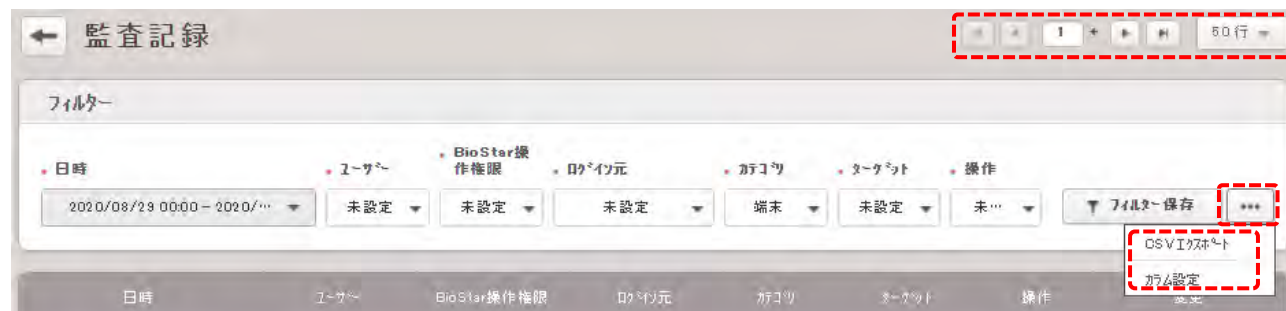 監査記録
1
50行
フィルター
日時
ユーザー
BioStar操
作権限
ログイン元
カテゴリ
ターゲット
操作
2020/08/29 0000 - 2020/…
未設定
未設定
未設定
端末
未設定
未…
フィルター保存
…
CSVエクスポート
カラム設定
日時
ユーザー
BioStar操作権限
ログイン元
カテゴリ
ターゲット
操作
変更